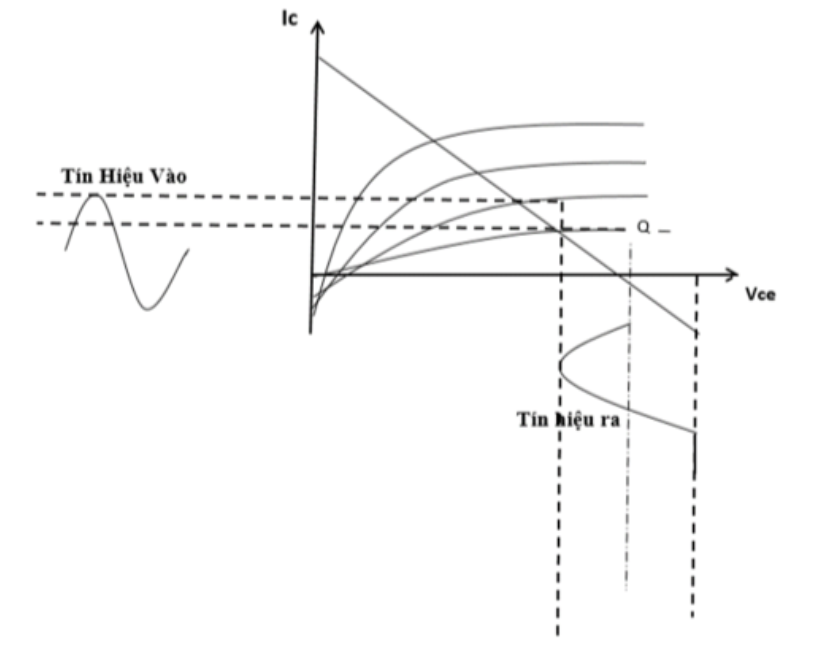 Ic
Tín Hiệu Vào
Q
Vce
Tín hiệu ra